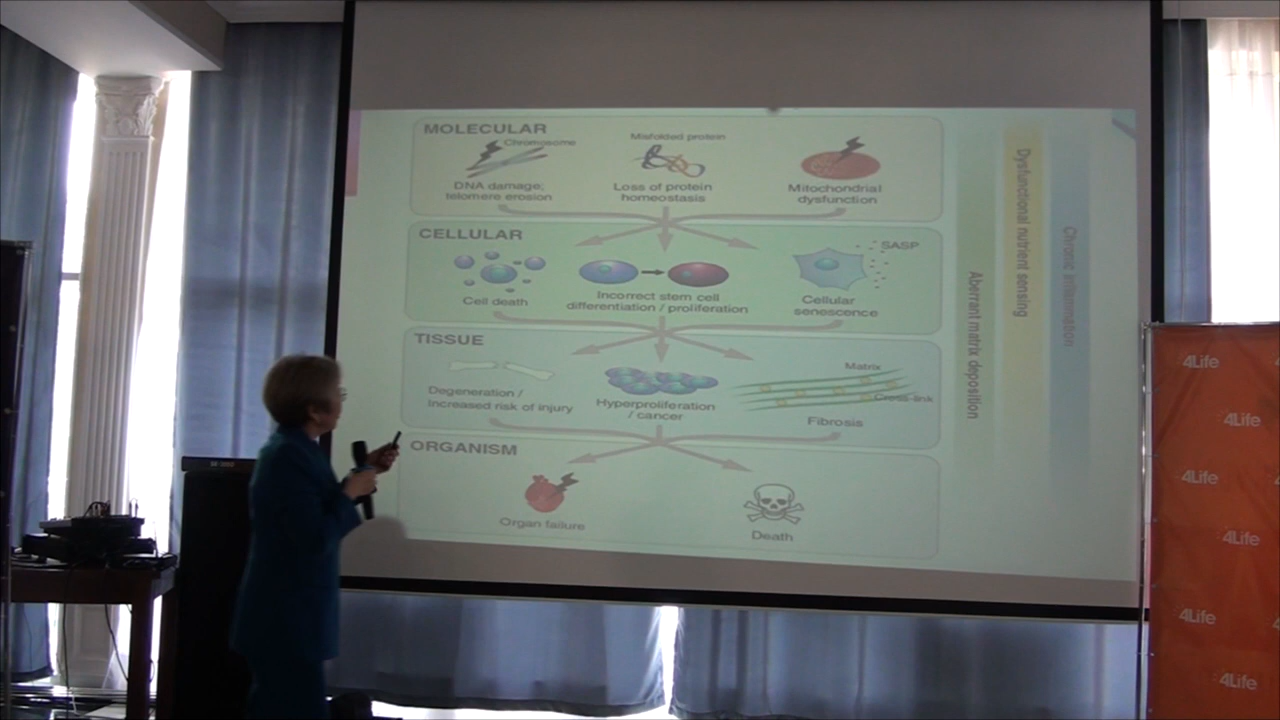 MOLECULAR
Chromosome
DNA damage;
telomere erosion
Misfolded protein
Loss of protein
homeostasis
Mitochondrial
dysfunction
CELLULAR
Cell death
Incorrect stem cell
differentiation / proliferation
SASP
Cellular
senescence
TISSUE
Degeneration /
Increased risk of injury
Hyperproliferation
/ cancer
Matrix
Cross-link
Fibrosis
ORGANISM
Organ failure
Death
Aberrant matrix deposition
Dysfunctional nutrient sensing
Chronic inflammation
4Life
4Life
4Life
4Life
4Life
4Life